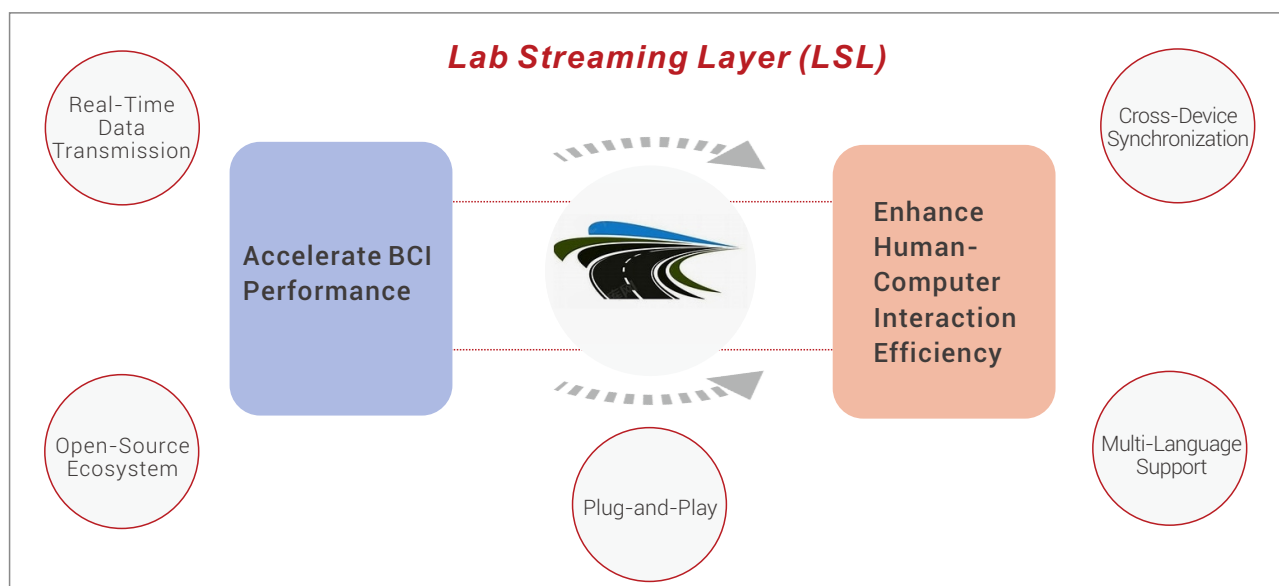 Lab Streaming Layer (LSL)
Real-Time
Data
Transmission
Cross-Device
Synchronization
Accelerate BCI
Performance
Enhance
Human-
Computer
Interaction
Efficiency
Open-Source
Ecosystem
Plug-and-Play
Multi-Language
Support